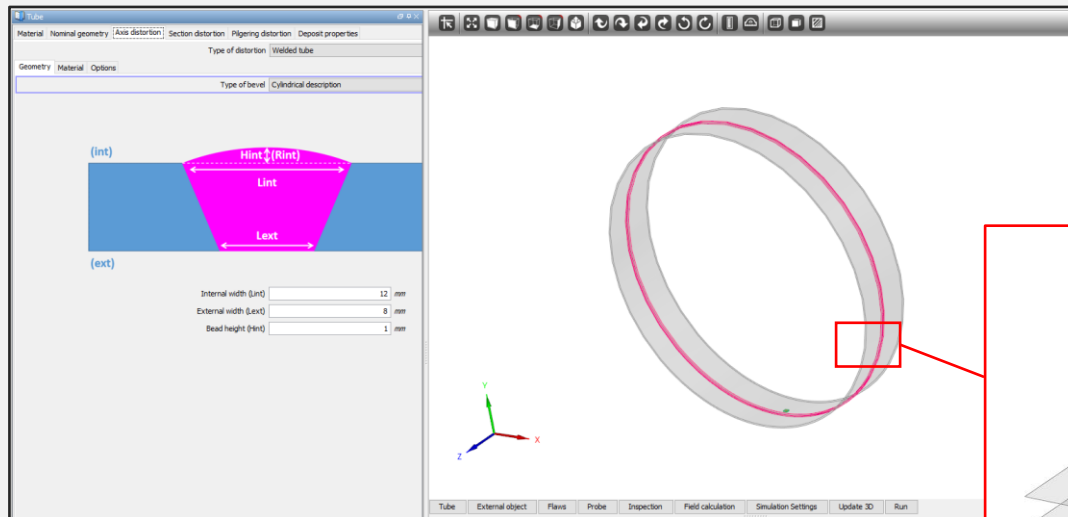 Tube
Material Nominal geometry Axis distortion Section distortion Pilgering distortion Deposit properties
Type of distortion Welded tube
Geometry Material Options
Type of bevel Cylindrical description
(int)
Hint (Rint)
Lint
Lext
(ext)
Internal width (Lint) 12 mm
External width (Lext) 8 mm
Bead height (Hint) 1 mm
Y
X
Z
Tube External object Flaws Probe Inspection Field calculation Simulation Settings Update 3D Run